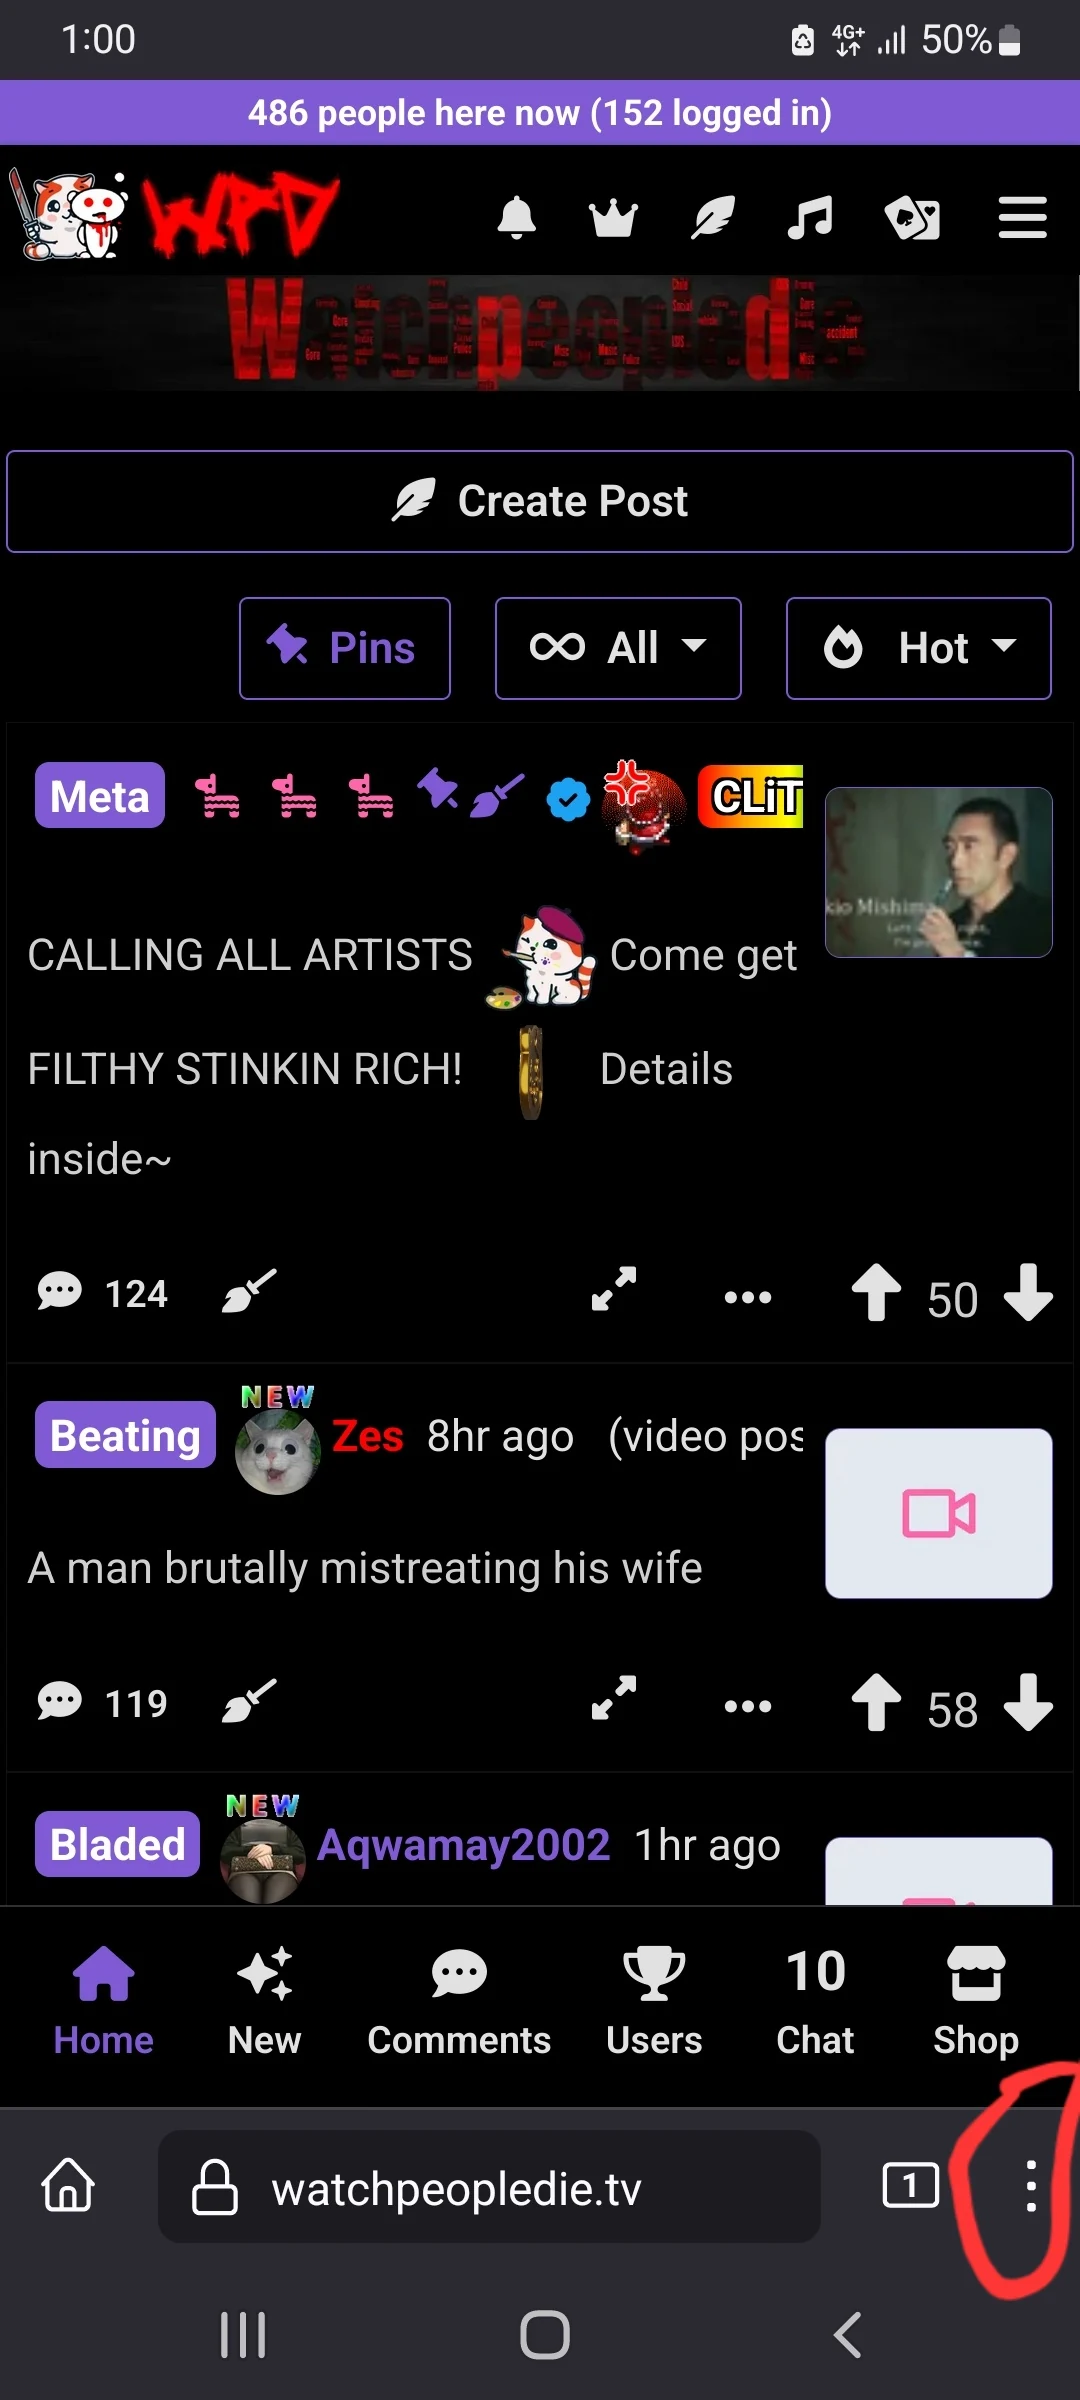 1:00 4G+ 50%
486 people here now (152 logged in)
WPD
Watchpeopledie
Create Post
Pins All Hot
Meta CLiT
kio Mishima
CALLING ALL ARTISTS Come get
FILTHY STINKIN RICH! Details
inside~
124 50
NEW
Beating Zes 8hr ago (video pos
A man brutally mistreating his wife
119 58
NEW
Bladed Aqwamay2002 1hr ago
10
Home New Comments Users Chat Shop
watchpeopledie.tv 1